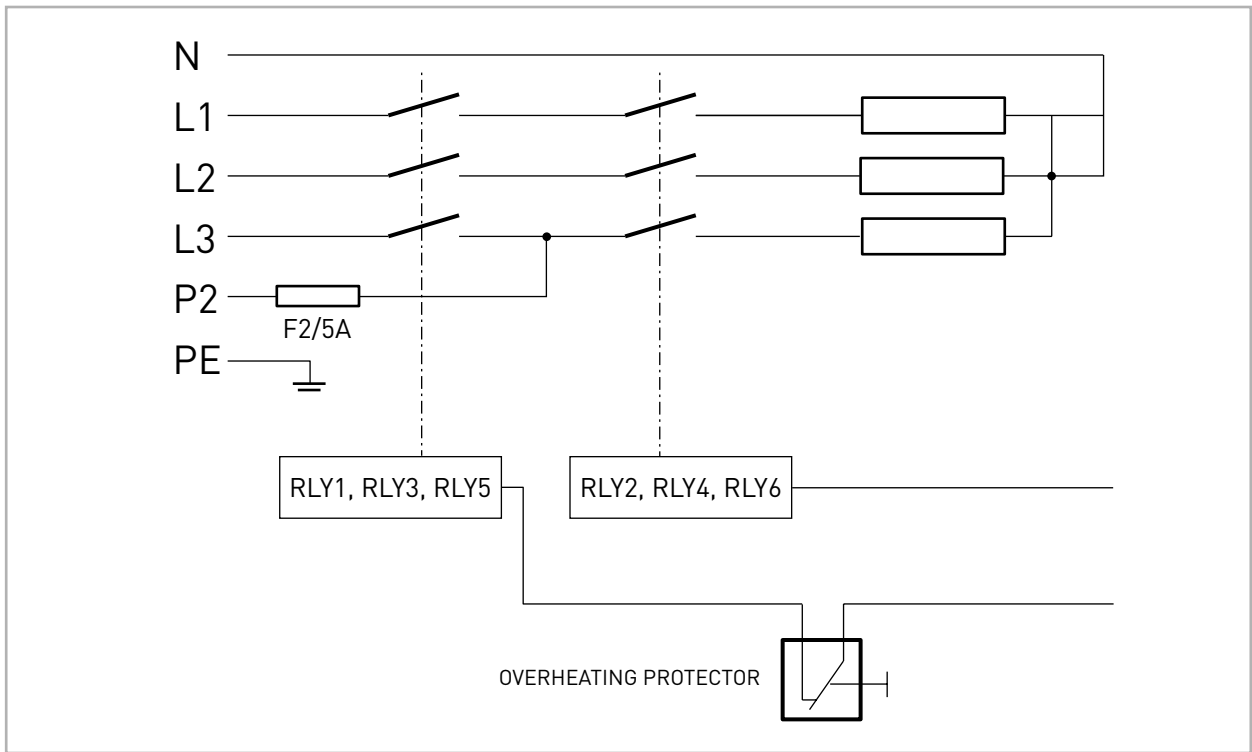 N
L1
L2
L3
P2
F2/5A
PE
RLY1, RLY3, RLY5
RLY2, RLY4, RLY6
OVERHEATING PROTECTOR